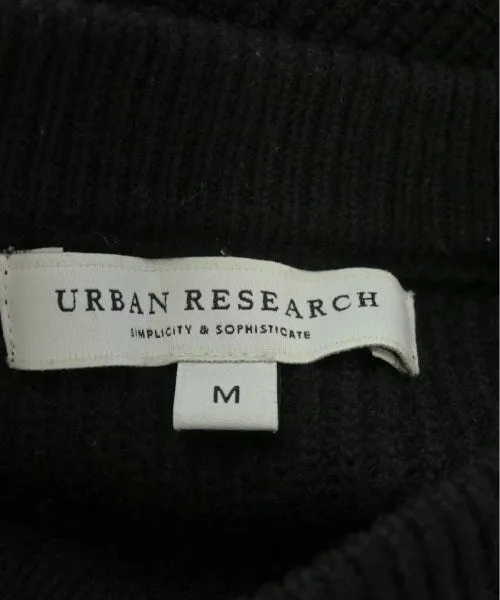 URBAN RESEARCH
SIMPLICITY & SOPHISTICATE
M